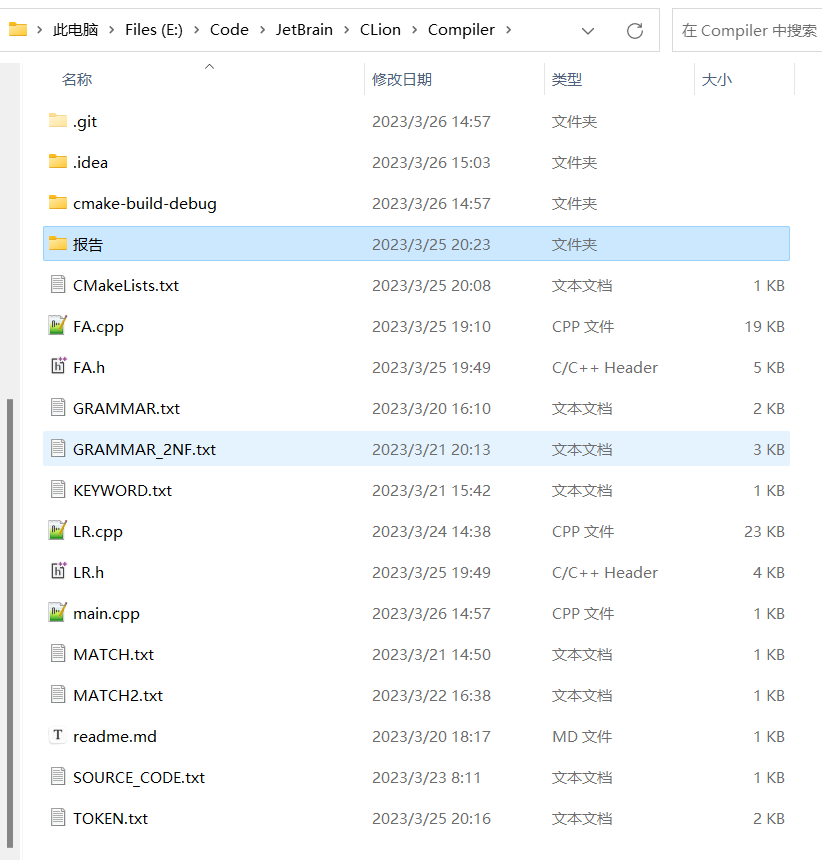 此电脑 > Files (E:) > Code > JetBrain > CLion > Compiler >
在 Compiler 中搜索
名称 修改日期 类型 大小
.git 2023/3/26 14:57 文件夹
.idea 2023/3/26 15:03 文件夹
cmake-build-debug 2023/3/26 14:57 文件夹
报告 2023/3/25 20:23 文件夹
CMakeLists.txt 2023/3/25 20:08 文本文档 1 KB
FA.cpp 2023/3/25 19:10 CPP 文件 19 KB
FA.h 2023/3/25 19:49 C/C++ Header 5 KB
GRAMMAR.txt 2023/3/20 16:10 文本文档 2 KB
GRAMMAR_2NF.txt 2023/3/21 20:13 文本文档 3 KB
KEYWORD.txt 2023/3/21 15:42 文本文档 1 KB
LR.cpp 2023/3/24 14:38 CPP 文件 23 KB
LR.h 2023/3/25 19:49 C/C++ Header 4 KB
main.cpp 2023/3/26 14:57 CPP 文件 1 KB
MATCH.txt 2023/3/21 14:50 文本文档 1 KB
MATCH2.txt 2023/3/22 16:38 文本文档 1 KB
readme.md 2023/3/20 18:17 MD 文件 1 KB
SOURCE_CODE.txt 2023/3/23 8:11 文本文档 1 KB
TOKEN.txt 2023/3/25 20:16 文本文档 2 KB